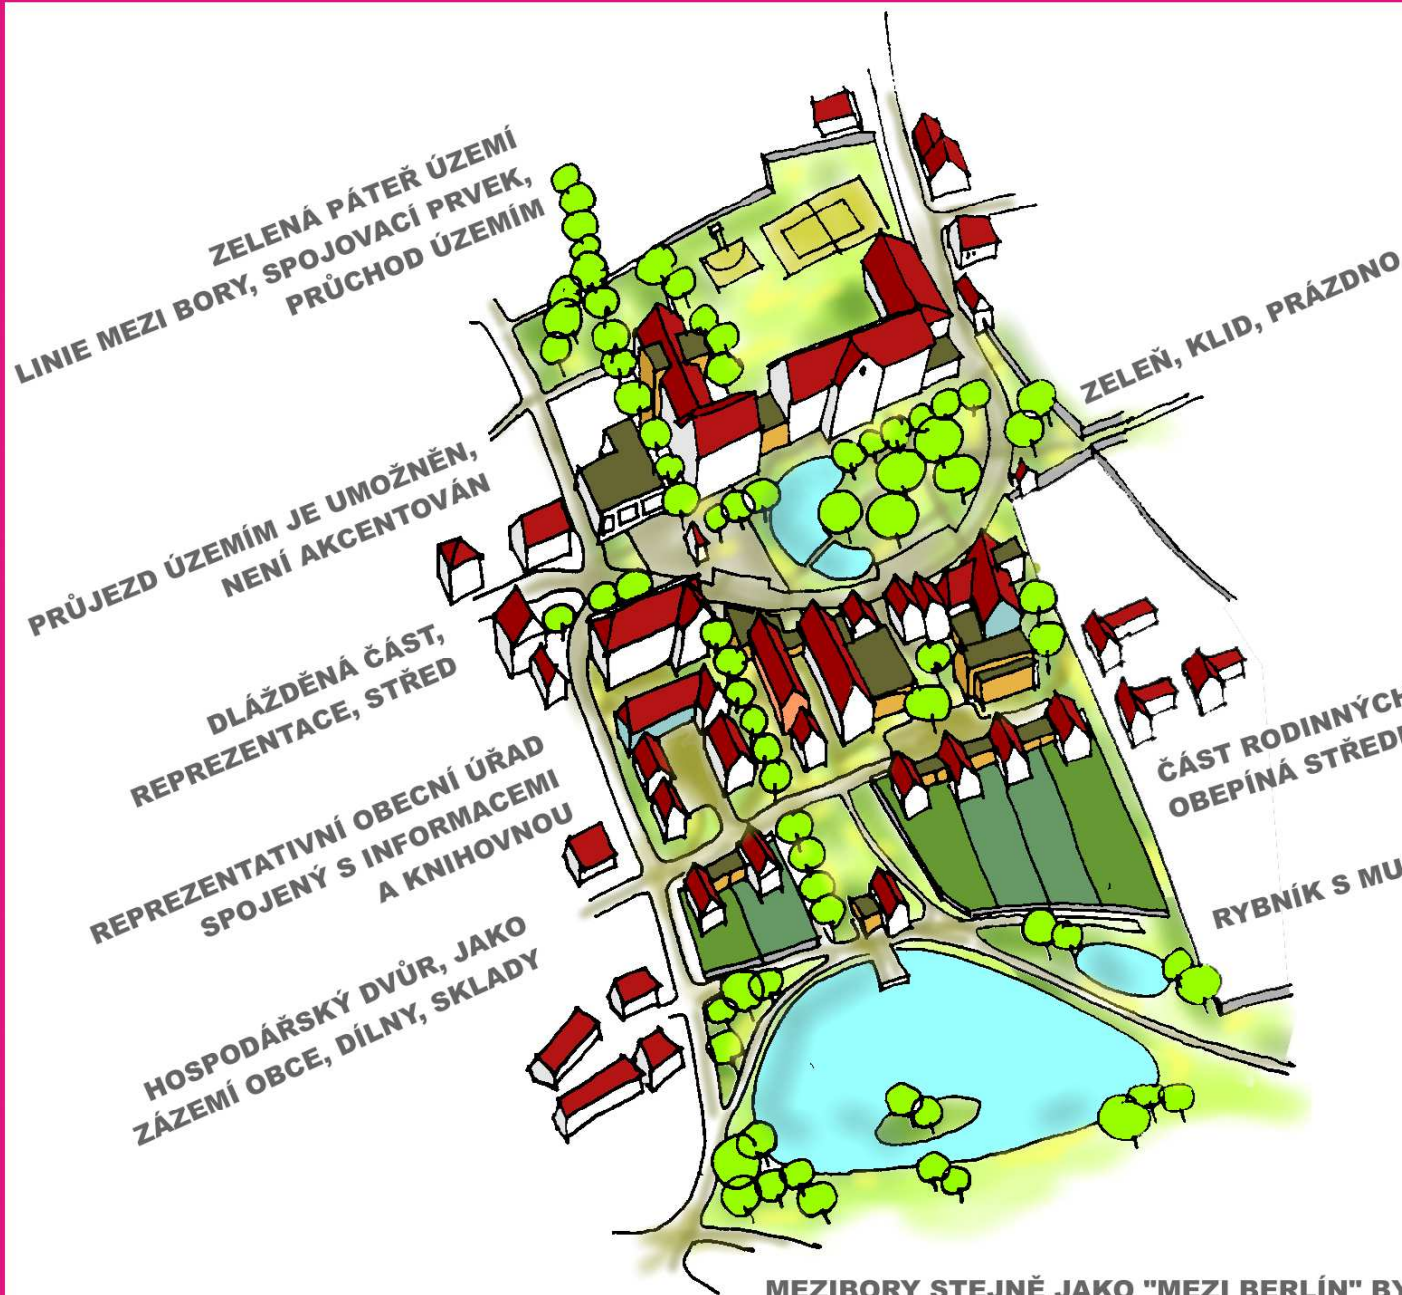 ZELENÁ PÁTEŘ ÚZEMÍ
LINIE MEZI BORY, SPOJOVACÍ PRVEK,
PRŮCHOD ÚZEMÍM
ZELEŇ, KLID, PRÁZDNO
PRŮJEZD ÚZEMÍM JE UMOŽNĚN,
NENÍ AKCENTOVÁN
DLÁŽDĚNÁ ČÁST,
REPREZENTACE, STŘED
ČÁST RODINNÝCH
OBEPÍNÁ STŘED
REPREZENTATIVNÍ OBECNÍ ÚŘAD
SPOJENÝ S INFORMACEMI
A KNIHOVNOU
RYBNÍK S MU
HOSPODÁŘSKÝ DVŮR, JAKO
ZÁZEMÍ OBCE, DÍLNY, SKLADY
MEZIBORY STEJNĚ JAKO "MEZI BERLÍN" BY